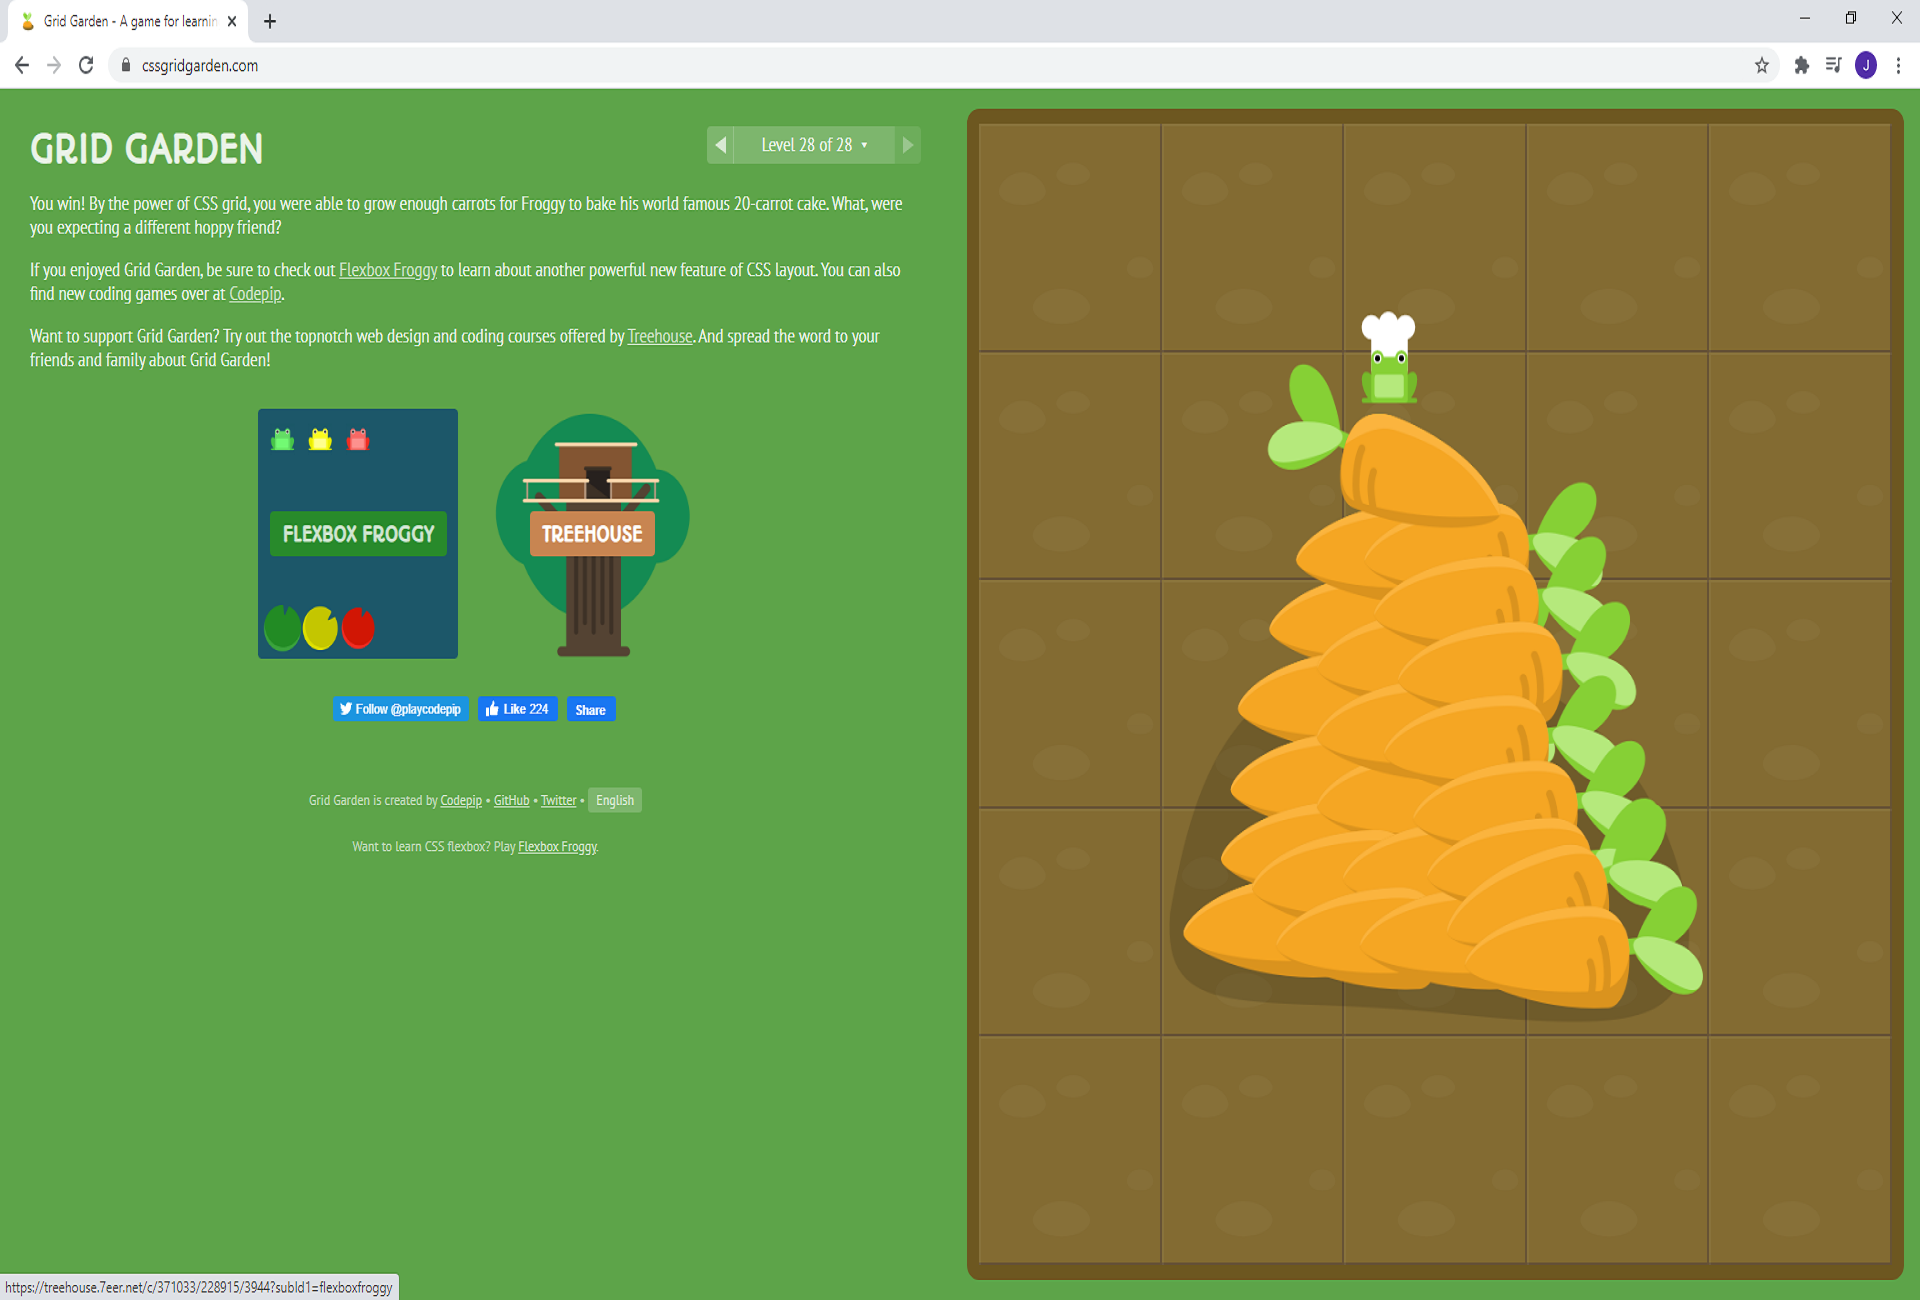 Grid Garden - A game for learnin
cssgridgarden.com
J
GRID GARDEN
Level 28 of 28
You win! By the power of CSS grid, you were able to grow enough carrots for Froggy to bake his world famous 20-carrot cake. What, were
you expecting a different hoppy friend?
If you enjoyed Grid Garden, be sure to check out Flexbox Froggy to learn about another powerful new feature of CSS layout. You can also
find new coding games over at Codepip.
Want to support Grid Garden? Try out the topnotch web design and coding courses offered by Treehouse. And spread the word to your
friends and family about Grid Garden!
FLEXBOX FROGGY
TREEHOUSE
Follow @playcodepip
Like 224
Share
Grid Garden is created by Codepip • GitHub • Twitter • English
Want to learn CSS flexbox? Play Flexbox Froggy.
https://treehouse.7eer.net/c/371033/228915/3944?subId1=flexboxfroggy